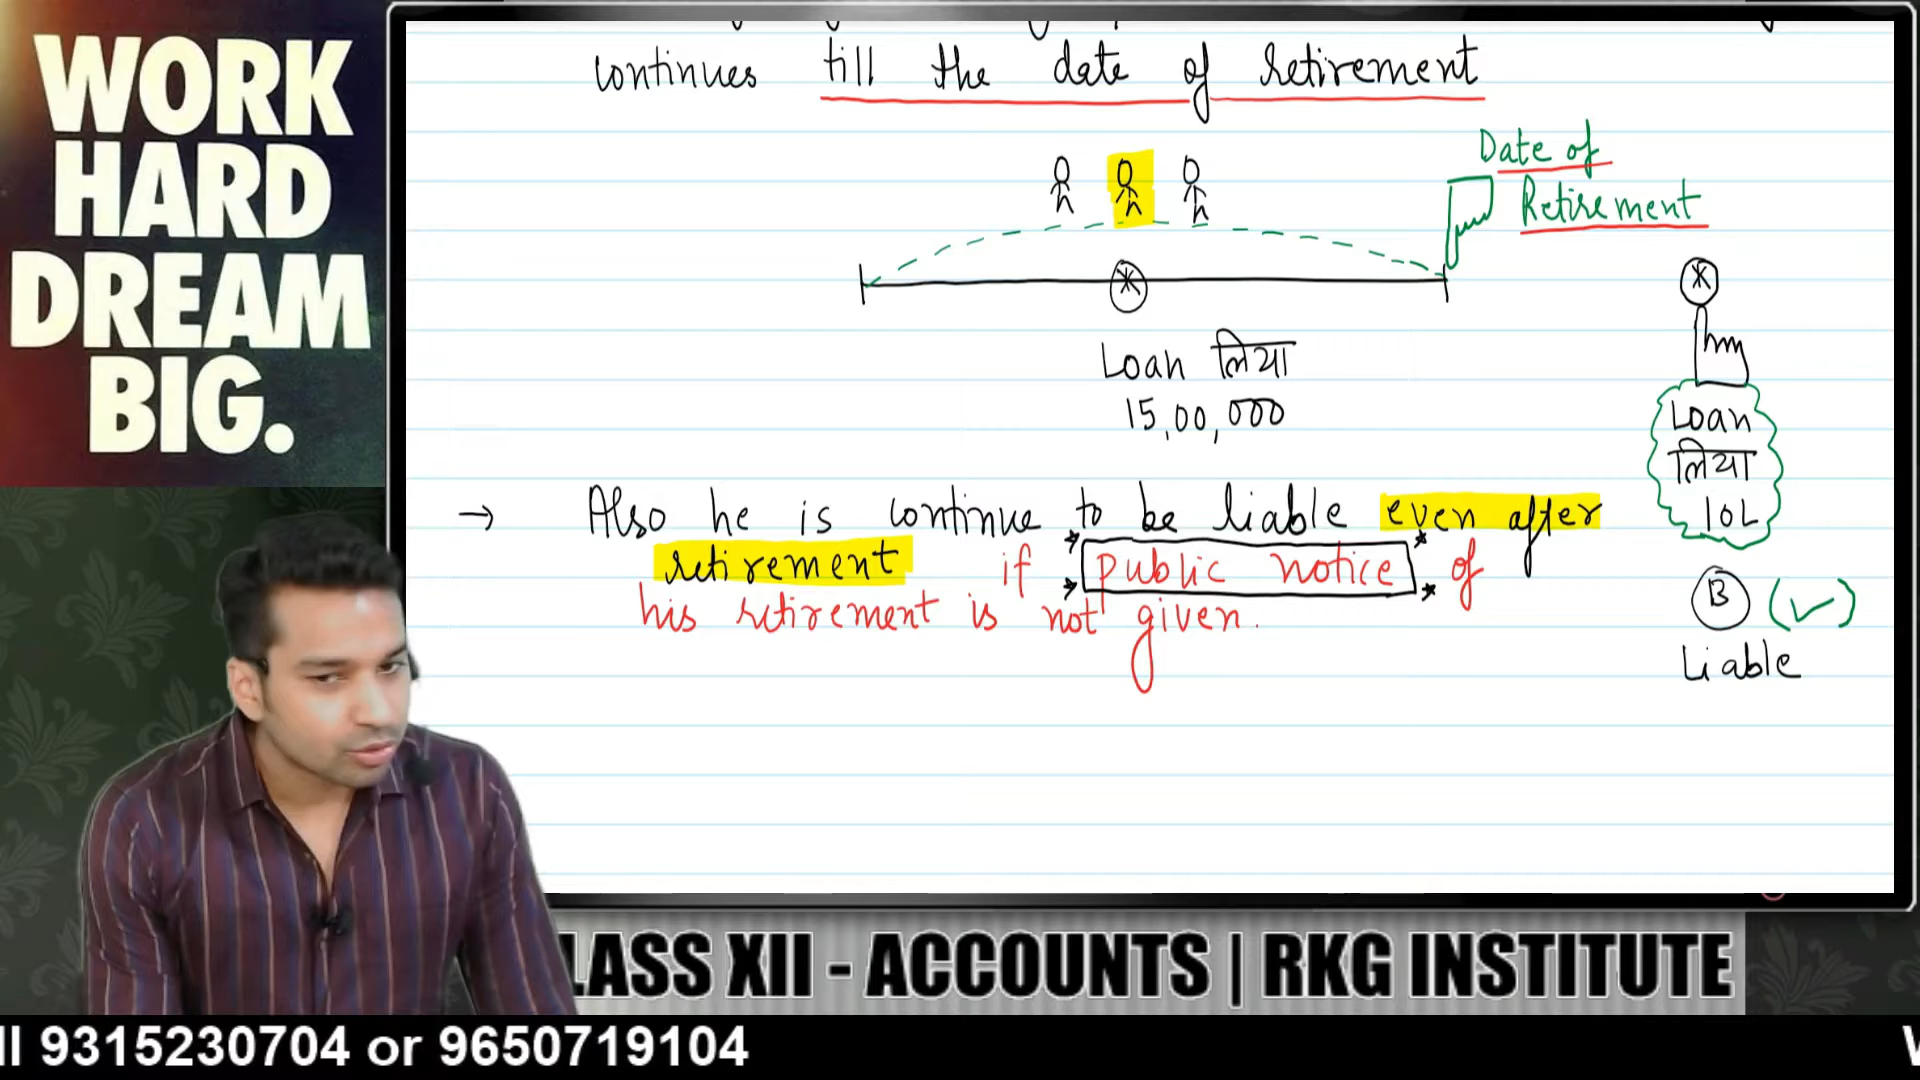 WORK
HARD
DREAM
BIG.
continues till the date of retirement
Date of
Retirement
Loan लिया
15,00,000
Loan
लिया
10L
→ Also he is continue to be liable even after
retirement if public notice of
his retirement is not given.
B (✓)
Liable
LASS XII - ACCOUNTS | RKG INSTITUTE
ll 9315230704 or 9650719104